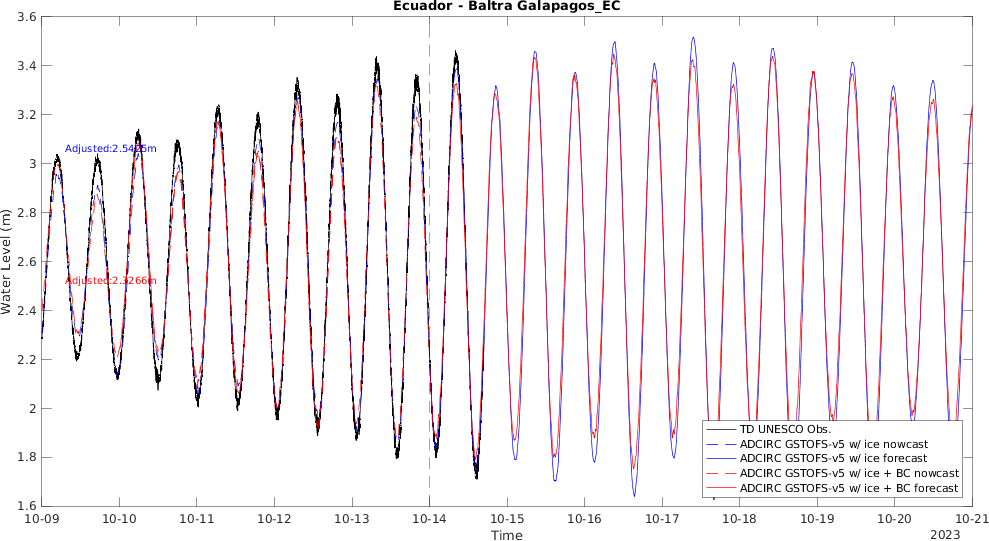 Ecuador - Baltra Galapagos_EC
Water Level (m)
3.6
3.4
3.2
3
2.8
2.6
2.4
2.2
2
1.8
1.6
Adjusted:2.5425m
Adjusted:2.3266m
TD UNESCO Obs.
ADCIRC GSTOFS-v5 w/ ice nowcast
ADCIRC GSTOFS-v5 w/ ice forecast
ADCIRC GSTOFS-v5 w/ ice + BC nowcast
ADCIRC GSTOFS-v5 w/ ice + BC forecast
10-09 10-10 10-11 10-12 10-13 10-14 10-15 10-16 10-17 10-18 10-19 10-20 10-21
Time
2023